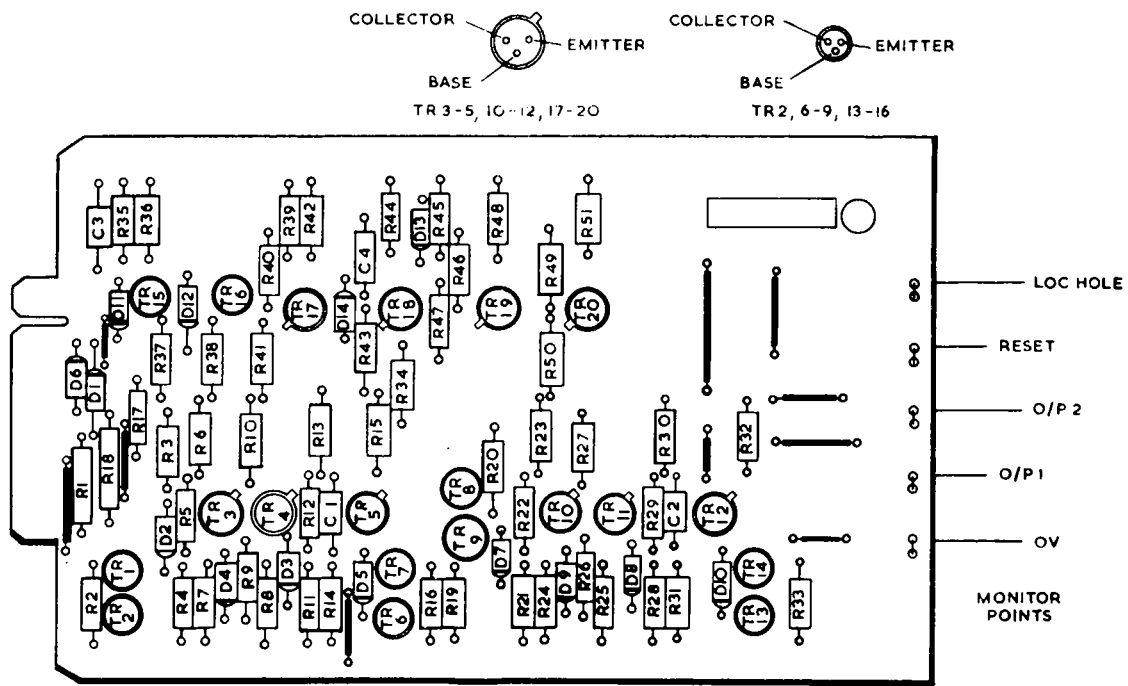 COLLECTOR
EMITTER
BASE
TR 3-5, 10-12, 17-20
COLLECTOR
EMITTER
BASE
TR2, 6-9, 13-16
C3
R35
R36
R39
R42
R44
D13
R45
R48
R51
R40
C4
R46
R49
LOC HOLE
D11
TR 15
D12
TR 16
TR 17
D14
TR 18
R47
TR 19
TR 20
R43
RESET
R37
R38
R41
R50
D6
D1
R34
R17
O/P 2
R3
R6
R10
R13
R15
R23
R27
R30
R32
R1
R18
R20
O/P 1
TR 8
R5
TR 3
TR 4
R12
C1
TR 5
R22
TR 10
TR 11
R29
C2
TR 12
D2
TR 9
D7
OV
R2
TR 1
TR 2
R4
R7
D4
R9
R8
D3
R11
R14
D5
TR 7
TR 6
R16
R19
R21
R24
D9
R26
R25
D8
R28
R31
D10
TR 14
TR 13
R33
MONITOR
POINTS